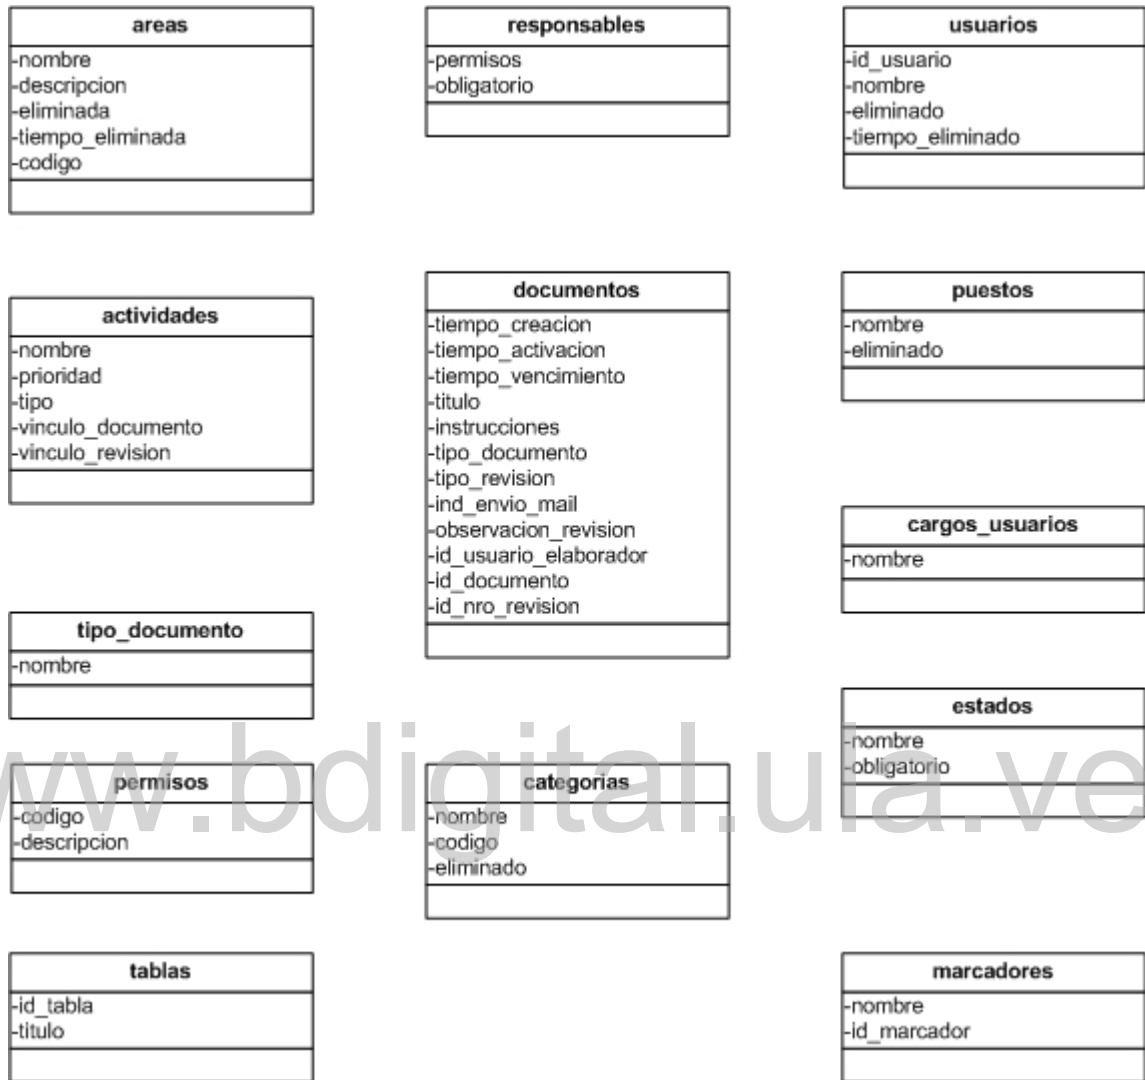 areas
-nombre
-descripcion
-eliminada
-tiempo_eliminada
-codigo
responsables
-permisos
-obligatorio
usuarios
-id_usuario
-nombre
-eliminado
-tiempo_eliminado
actividades
-nombre
-prioridad
-tipo
-vinculo_documento
-vinculo_revision
documentos
-tiempo_creacion
-tiempo_activacion
-tiempo_vencimiento
-titulo
-instrucciones
-tipo_documento
-tipo_revision
-ind_envio_mail
-observacion_revision
-id_usuario_elaborador
-id_documento
-id_nro_revision
puestos
-nombre
-eliminado
cargos_usuarios
-nombre
tipo_documento
-nombre
estados
-nombre
-obligatorio
permisos
-codigo
-descripcion
categorias
-nombre
-codigo
-eliminado
tablas
-id_tabla
-titulo
marcadores
-nombre
-id_marcador
ww.bdigital.ula.ve